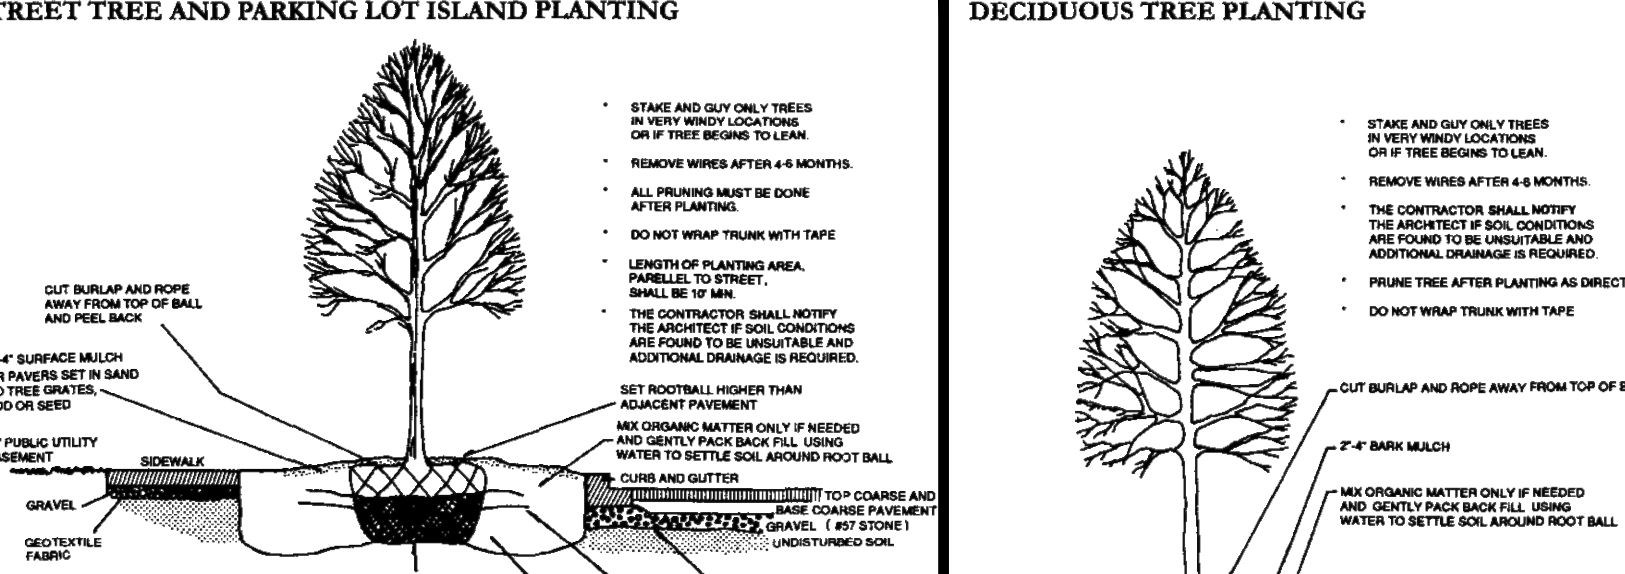 TREET TREE AND PARKING LOT ISLAND PLANTING
* STAKE AND GUY ONLY TREES
IN VERY WINDY LOCATIONS
OR IF TREE BEGINS TO LEAN.
* REMOVE WIRES AFTER 4-6 MONTHS.
* ALL PRUNING MUST BE DONE
AFTER PLANTING.
* DO NOT WRAP TRUNK WITH TAPE
* LENGTH OF PLANTING AREA,
PARELLEL TO STREET,
SHALL BE 10' MIN.
* THE CONTRACTOR SHALL NOTIFY
THE ARCHITECT IF SOIL CONDITIONS
ARE FOUND TO BE UNSUITABLE AND
ADDITIONAL DRAINAGE IS REQUIRED.
CUT BURLAP AND ROPE
AWAY FROM TOP OF BALL
AND PEEL BACK
-4" SURFACE MULCH
R PAVERS SET IN SAND
TREE GRATES,
OD OR SEED
PUBLIC UTILITY
ASEMENT
SIDEWALK
GRAVEL
GEOTEXTILE
FABRIC
SET ROOTBALL HIGHER THAN
ADJACENT PAVEMENT
MIX ORGANIC MATTER ONLY IF NEEDED
AND GENTLY PACK BACK FILL USING
WATER TO SETTLE SOIL AROUND ROOT BALL
CURB AND GUTTER
TOP COARSE AND
BASE COARSE PAVEMENT
GRAVEL ( #57 STONE )
UNDISTURBED SOIL
DECIDUOUS TREE PLANTING
* STAKE AND GUY ONLY TREES
IN VERY WINDY LOCATIONS
OR IF TREE BEGINS TO LEAN.
* REMOVE WIRES AFTER 4-6 MONTHS.
* THE CONTRACTOR SHALL NOTIFY
THE ARCHITECT IF SOIL CONDITIONS
ARE FOUND TO BE UNSUITABLE AND
ADDITIONAL DRAINAGE IS REQUIRED.
* PRUNE TREE AFTER PLANTING AS DIRECT
* DO NOT WRAP TRUNK WITH TAPE
CUT BURLAP AND ROPE AWAY FROM TOP OF
2"-4" BARK MULCH
MIX ORGANIC MATTER ONLY IF NEEDED
AND GENTLY PACK BACK FILL USING
WATER TO SETTLE SOIL AROUND ROOT BALL